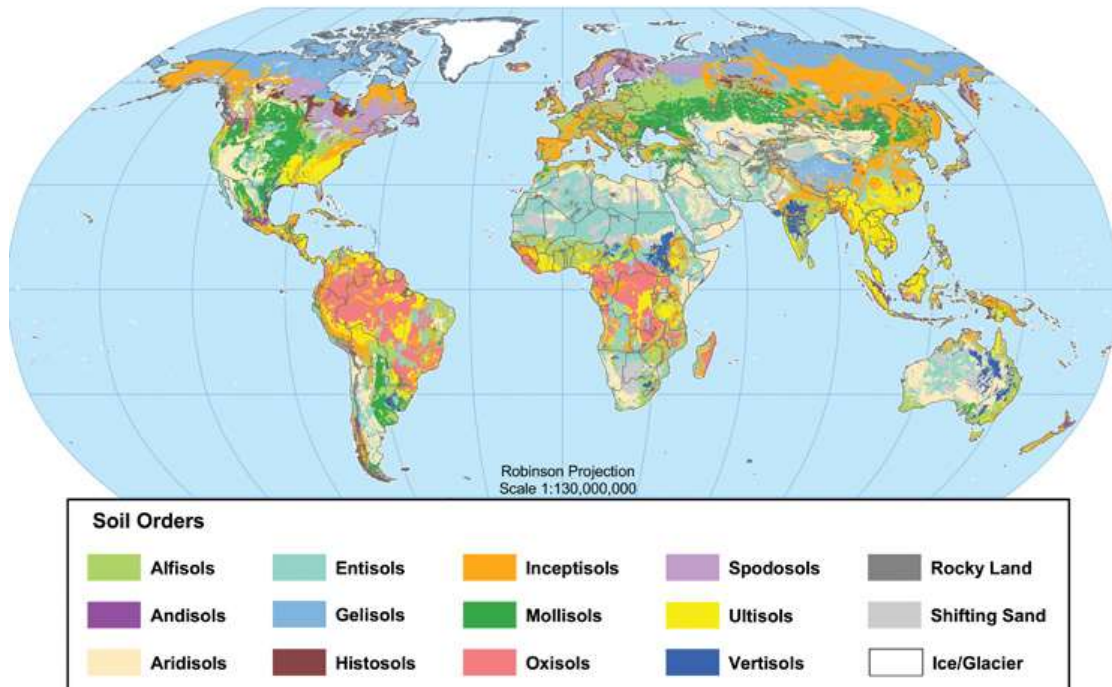 Robinson Projection
Scale 1:130,000,000
Soil Orders
Alfisols Entisols Inceptisols Spodosols Rocky Land
Andisols Gelisols Mollisols Ultisols Shifting Sand
Aridisols Histosols Oxisols Vertisols Ice/Glacier